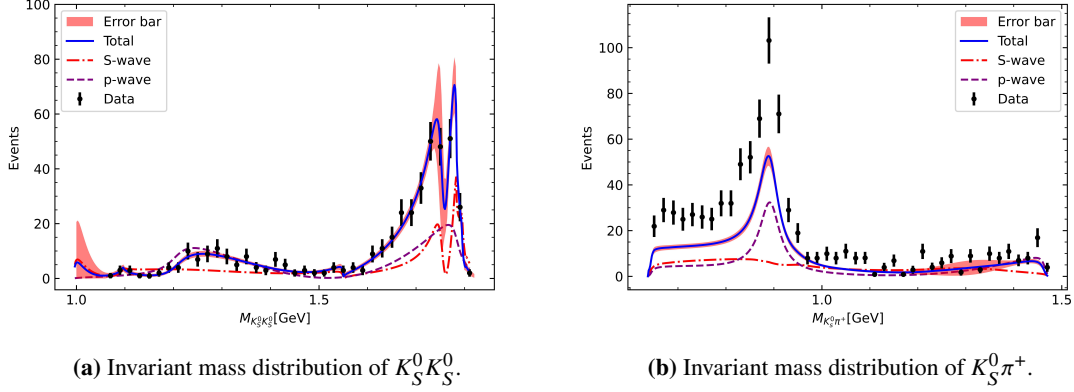 100
80
60
40
20
0
Events
Error bar
Total
S-wave
p-wave
Data
1.0
1.5
M_{K_S^0 K_S^0}[GeV]
(a) Invariant mass distribution of K_S^0 K_S^0.
100
80
60
40
20
0
Events
Error bar
Total
S-wave
p-wave
Data
1.0
1.5
M_{K_S^0 π^+}[GeV]
(b) Invariant mass distribution of K_S^0 π^+.